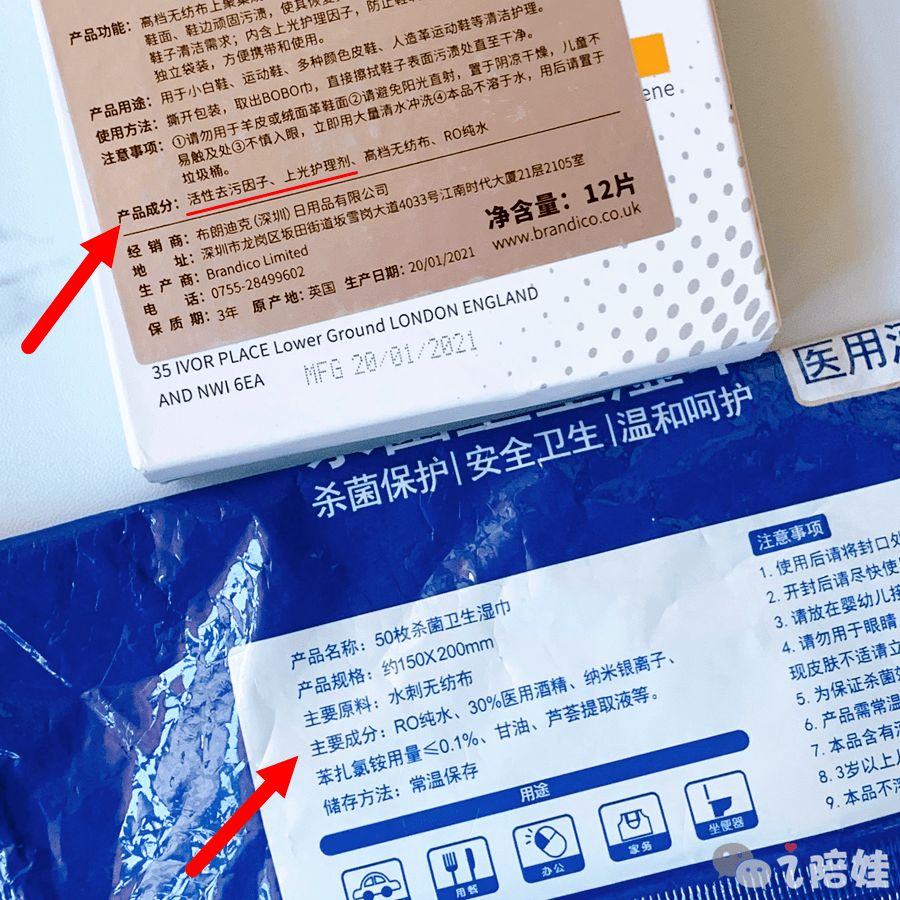 产品功能：高档无纺布上聚集
鞋面、鞋边顽固污渍，使其恢复
鞋子清洁需求；内含上光护理因子，防止鞋
独立袋装，方便携带和使用。
产品用途：用于小白鞋、运动鞋、多种颜色皮鞋、人造革运动鞋等清洁护理。
使用方法：撕开包装，取出BOBO巾，直接擦拭鞋子表面污渍处直至干净。
注意事项：①请勿用于羊皮或绒面革鞋面②请避免阳光直射，置于阴凉干燥，儿童不
易触及处③不慎入眼，立即用大量清水冲洗④本品不溶于水，用后请置于
垃圾桶。
产品成分：活性去污因子、上光护理剂、高档无纺布、RO纯水
经销商：布朗迪克(深圳)日用品有限公司
地址：深圳市龙岗区坂田街道坂雪岗大道4033号江南时代大厦21层2105室
生产商：Brandico Limited
电话：0755-28499602
保质期：3年 原产地：英国 生产日期：20/01/2021
净含量：12片
www.brandico.co.uk
ene
35 IVOR PLACE Lower Ground LONDON ENGLAND
AND NWI 6EA
MFG 20/01/2021
医用酒
杀菌保护|安全卫生|温和呵护
产品名称：50枚杀菌卫生湿巾
产品规格：约150X200mm
主要原料：水刺无纺布
主要成分：RO纯水、30%医用酒精、纳米银离子、
苯扎氯铵用量≤0.1%、甘油、芦荟提取液等。
储存方法：常温保存
用途
用餐
办公
家务
坐便器
注意事项
1. 使用后请将封口处
2. 开封后请尽快使
3. 请放在婴幼儿接
4. 请勿用于眼睛
现皮肤不适请立
5. 为保证杀菌效
6. 产品需常温
7. 本品含有酒
8. 3岁以上儿
9. 本品不溶
陪娃